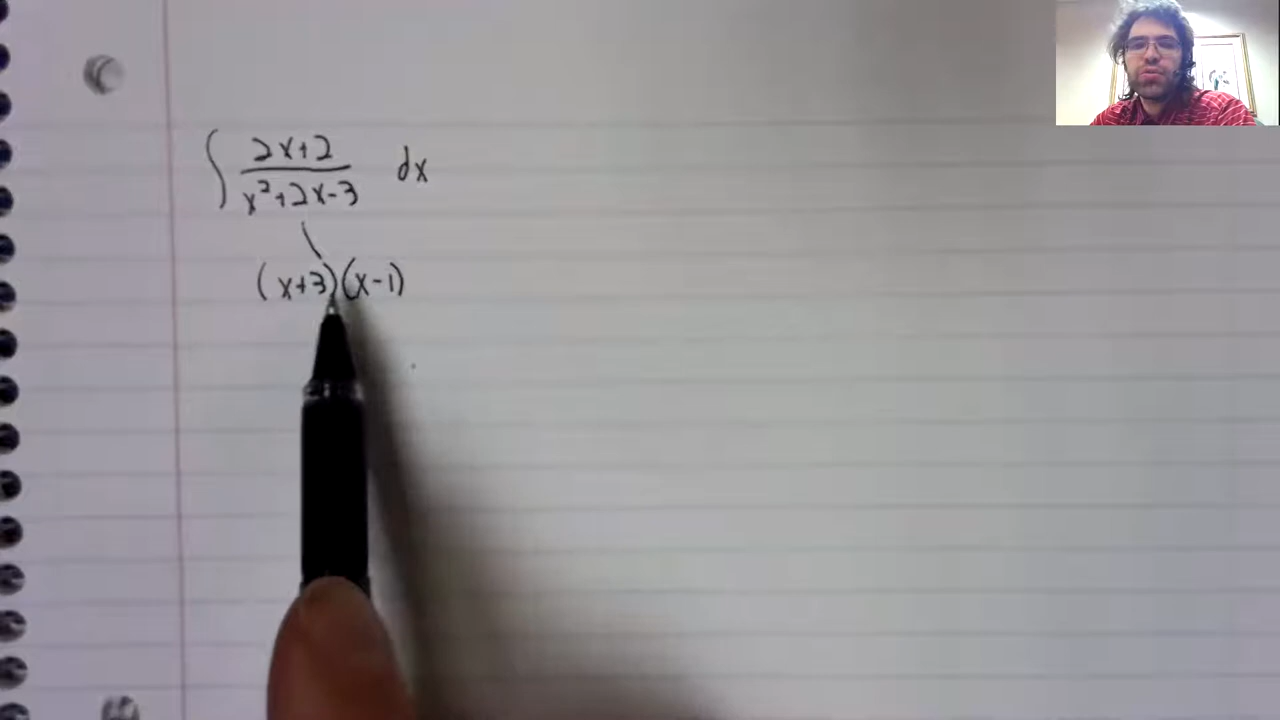 ∫ 2x+2 / x²+2x-3 dx
(x+3)(x-1)